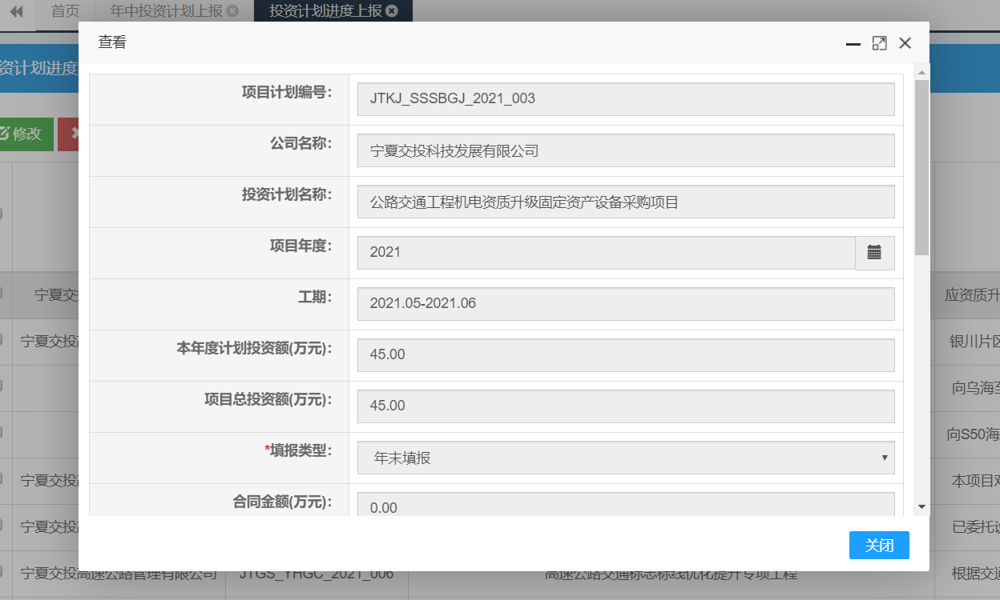 首页
年中投资计划上报
投资计划进度上报
资计划进度
查看
修改
项目计划编号：
JTKJ_SSSBGJ_2021_003
公司名称：
宁夏交投科技发展有限公司
投资计划名称：
公路交通工程机电资质升级固定资产设备采购项目
项目年度：
2021
工期：
2021.05-2021.06
宁夏交
应资质升
本年度计划投资额(万元)：
45.00
宁夏交投
银川片区
项目总投资额(万元)：
45.00
向乌海至
*填报类型：
年末填报
向S50海
宁夏交投
本项目
合同金额(万元)：
0.00
宁夏交投
已委托
关闭
宁夏交投高速公路管理有限公司
JTGS_YHGC_2021_006
高速公路交通标志标线优化提升专项工程
根据交通